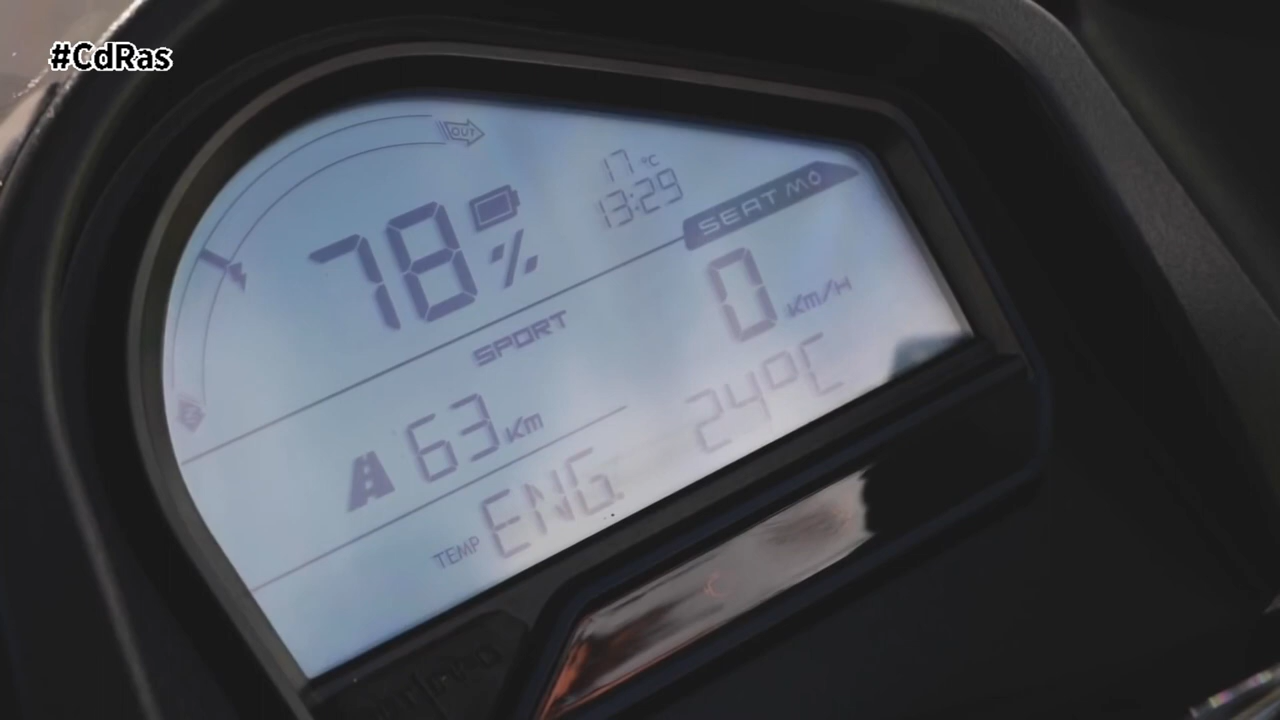 #CdRas
OUT
17 °C
13:29
SEAT MÓ
78 %
SPORT
0 Km/H
63 Km
24°C
TEMP ENG.